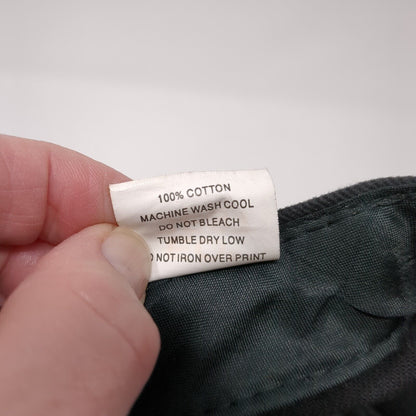 100% COTTON
MACHINE WASH COOL
DO NOT BLEACH
TUMBLE DRY LOW
NOT IRON OVER PRINT